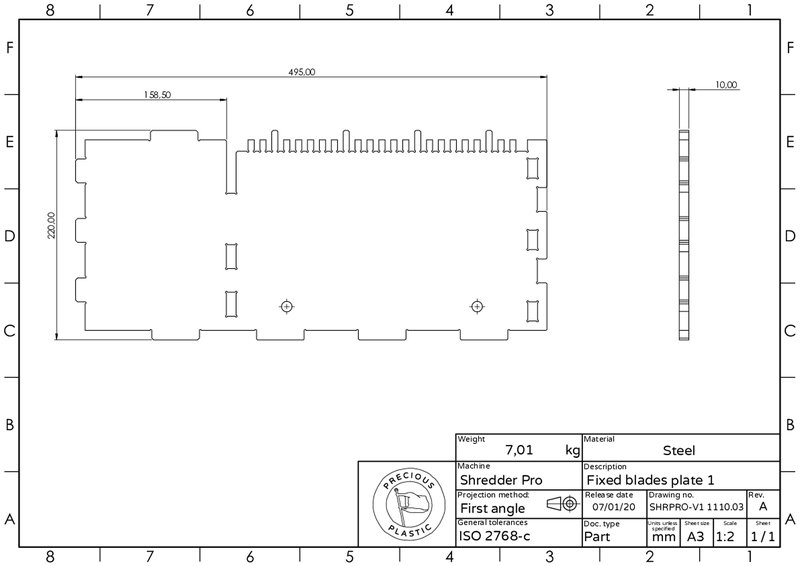 8 7 6 5 4 3 2 1
F F
495,00
158,50
10,00
E E
220,00
D D
C C
B B
Weight
7,01 kg
Material
Steel
Machine
Shredder Pro
Description
Fixed blades plate 1
PRECIOUS
PLASTIC
Projection method:
First angle
Release date
07/01/20
Drawing no.
SHRPRO-V1 1110.03
Rev.
A
A A
General tolerances
ISO 2768-c
Doc. type
Part
Units unless
specified
mm
Sheet size
A3
Scale
1:2
Sheet
1 / 1
8 7 6 5 4 3 2 1